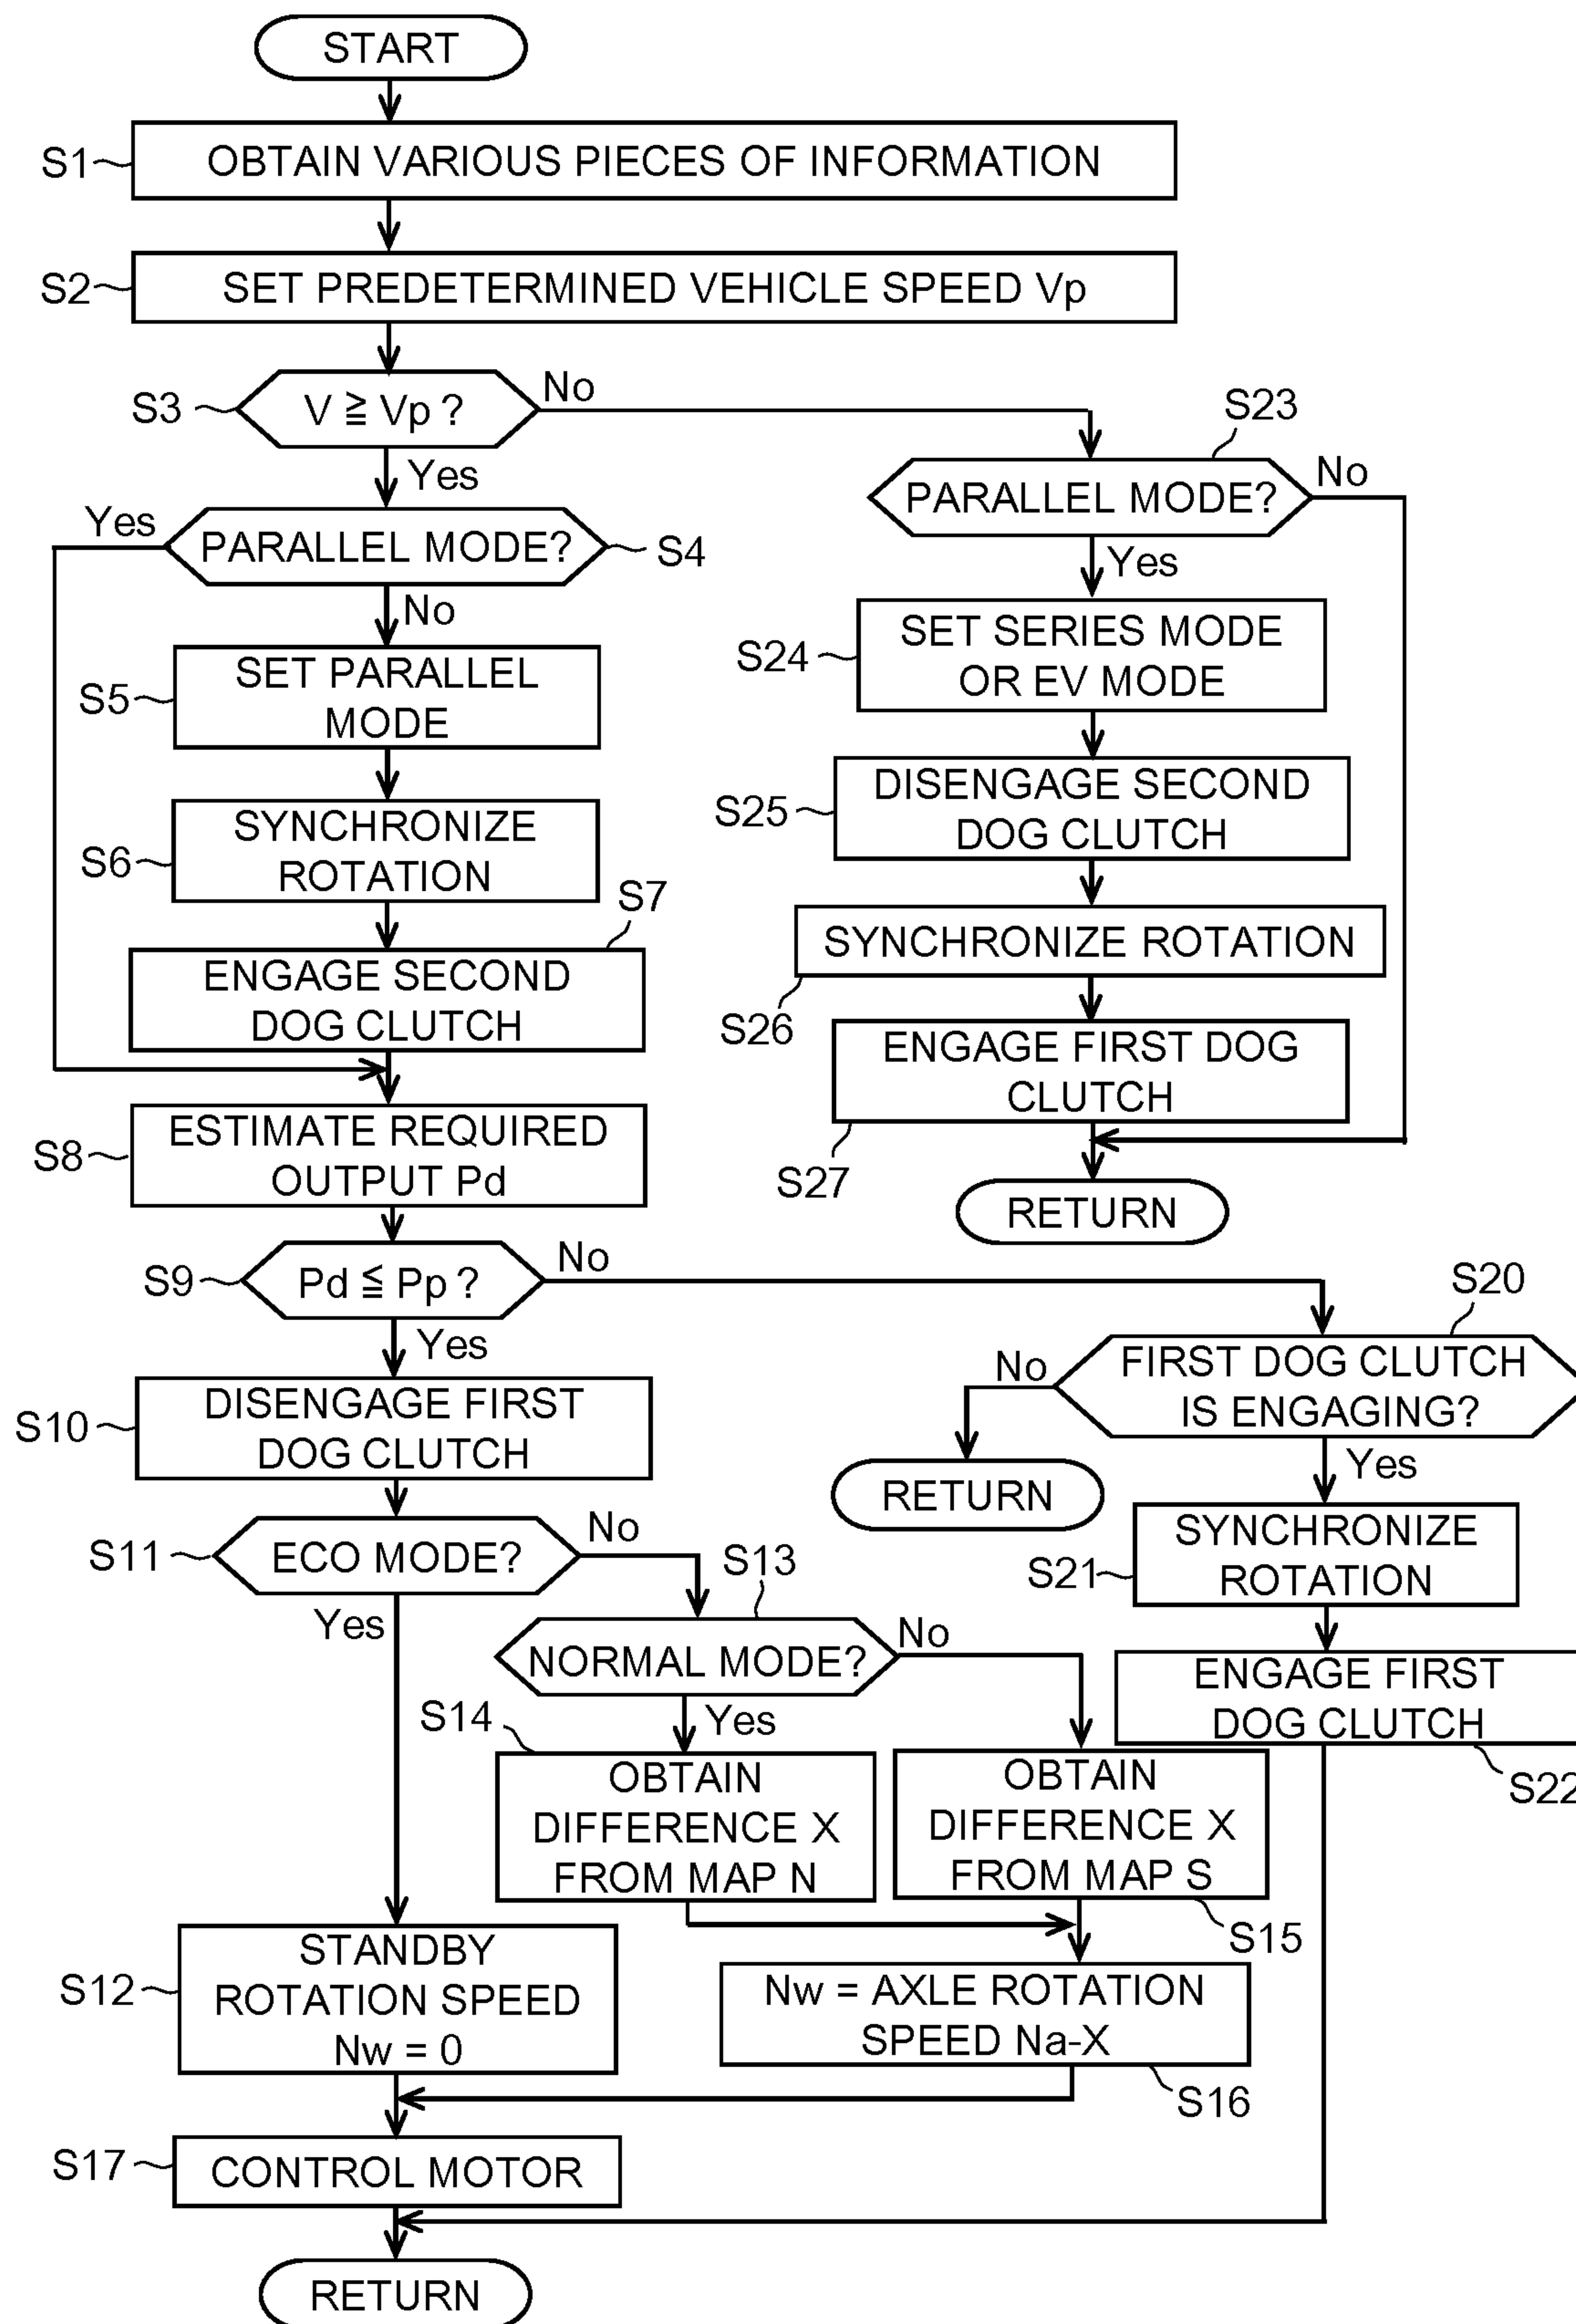 START
S1
OBTAIN VARIOUS PIECES OF INFORMATION
S2
SET PREDETERMINED VEHICLE SPEED Vp
S3
V ≧ Vp ?
No
Yes
S23
PARALLEL MODE?
No
Yes
Yes
PARALLEL MODE?
S4
No
S24
SET SERIES MODE
OR EV MODE
S5
SET PARALLEL
MODE
S25
DISENGAGE SECOND
DOG CLUTCH
S6
SYNCHRONIZE
ROTATION
S7
SYNCHRONIZE ROTATION
S26
ENGAGE SECOND
DOG CLUTCH
ENGAGE FIRST DOG
CLUTCH
S27
RETURN
S8
ESTIMATE REQUIRED
OUTPUT Pd
S9
Pd ≦ Pp ?
No
Yes
S20
FIRST DOG CLUTCH
IS ENGAGING?
No
Yes
RETURN
S10
DISENGAGE FIRST
DOG CLUTCH
S11
ECO MODE?
No
Yes
S13
NORMAL MODE?
No
Yes
S21
SYNCHRONIZE
ROTATION
ENGAGE FIRST
DOG CLUTCH
S22
S14
OBTAIN
DIFFERENCE X
FROM MAP N
OBTAIN
DIFFERENCE X
FROM MAP S
S15
S12
STANDBY
ROTATION SPEED
Nw = 0
Nw = AXLE ROTATION
SPEED Na-X
S16
S17
CONTROL MOTOR
RETURN